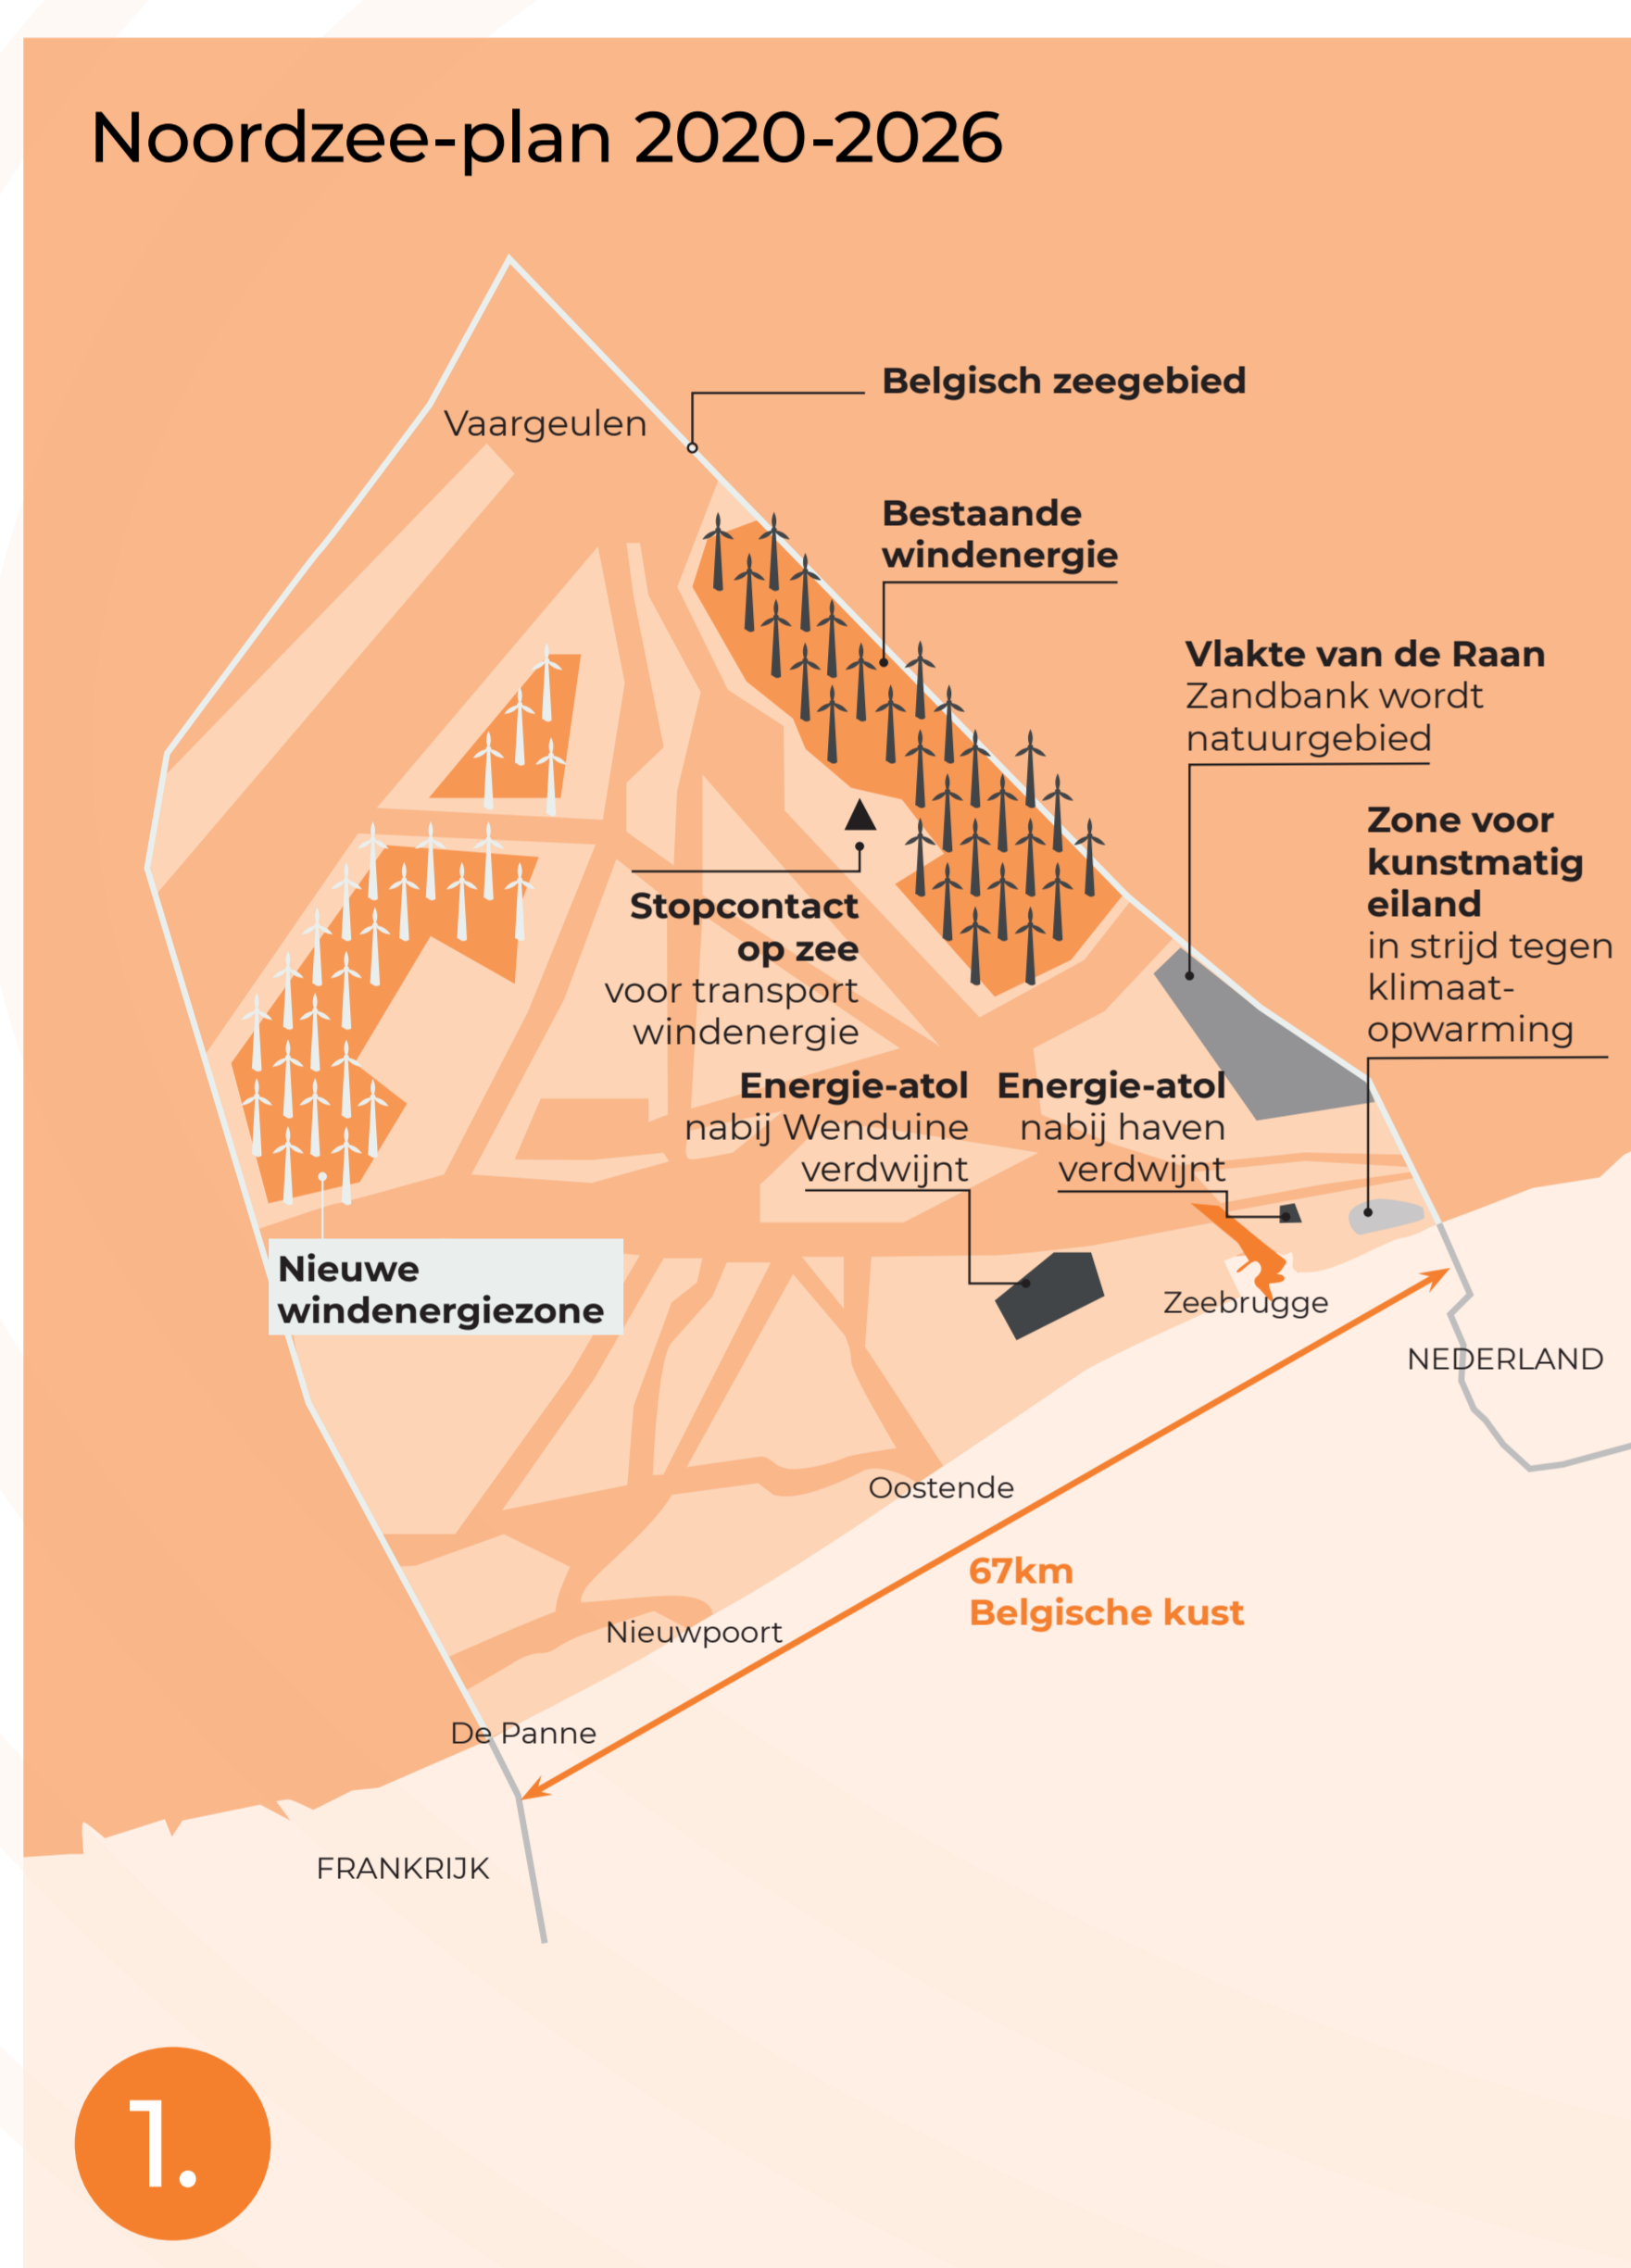 Noordzee-plan 2020-2026
Belgisch zeegebied
Vaargeulen
Bestaande
windenergie
Vlakte van de Raan
Zandbank wordt
natuurgebied
Zone voor
kunstmatig
eiland
in strijd tegen
klimaat-
opwarming
Stopcontact
op zee
voor transport
windenergie
Energie-atol
nabij Wenduine
verdwijnt
Energie-atol
nabij haven
verdwijnt
Nieuwe
windenergiezone
Zeebrugge
NEDERLAND
Oostende
67km
Belgische kust
Nieuwpoort
De Panne
FRANKRIJK
1.